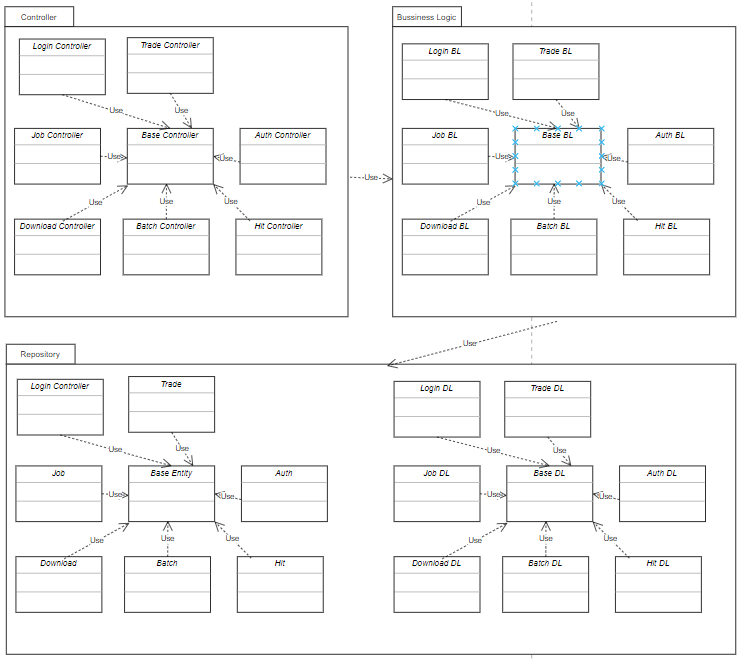 Controller
Login Controller
Trade Controller
Use
Use
Job Controller
Base Controller
Auth Controller
Use
Use
Use
Use
Use
Download Controller
Batch Controller
Hit Controller
Use
Bussiness Logic
Login BL
Trade BL
Use
Use
Job BL
Base BL
Auth BL
Use
Use
Use
Use
Use
Download BL
Batch BL
Hit BL
Use
Repository
Login Controller
Trade
Use
Use
Job
Base Entity
Auth
Use
Use
Use
Use
Use
Download
Batch
Hit
Login DL
Trade DL
Use
Use
Job DL
Base DL
Auth DL
Use
Use
Use
Use
Use
Download DL
Batch DL
Hit DL